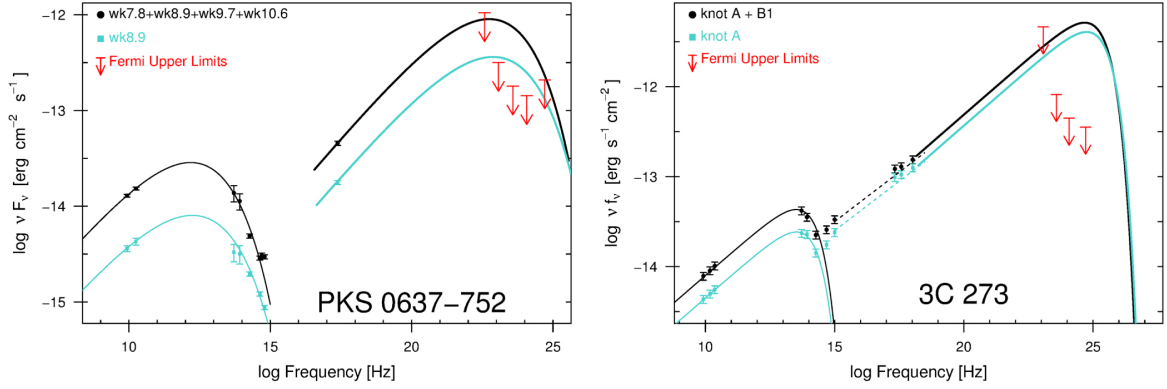 wk7.8+wk8.9+wk9.7+wk10.6
wk8.9
Fermi Upper Limits
−12
−13
−14
−15
log ν Fν [erg cm−2 s−1]
PKS 0637−752
10
15
20
25
log Frequency [Hz]
knot A + B1
knot A
Fermi Upper Limits
−12
−13
−14
log ν fν [erg s−1 cm−2]
3C 273
10
15
20
25
log Frequency [Hz]